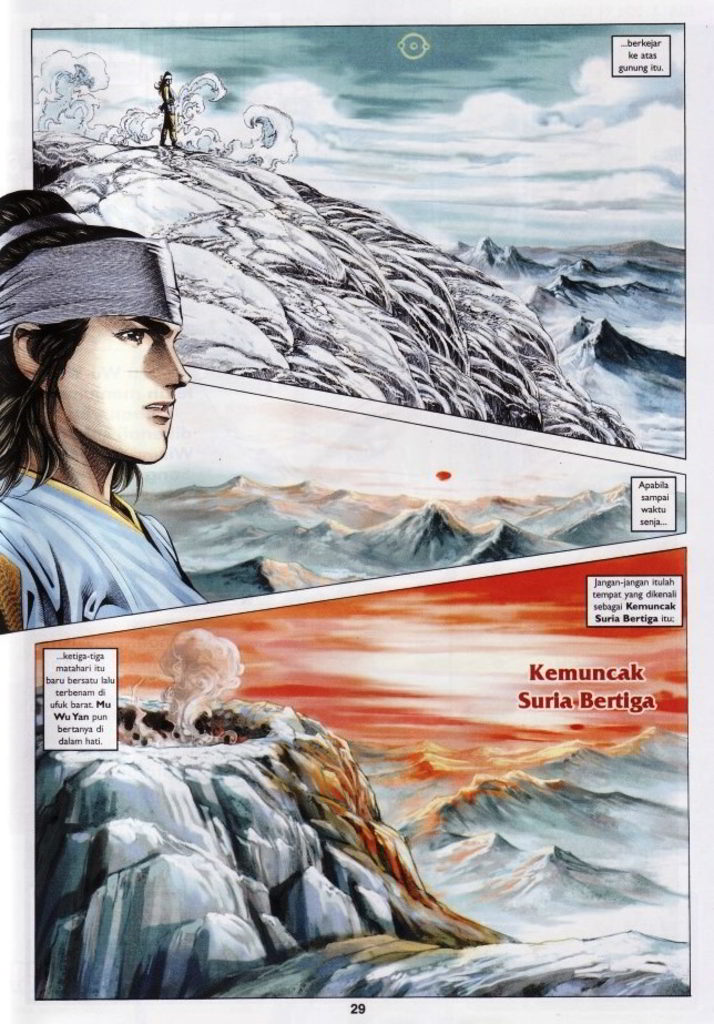 ...berkejar
ke atas
gunung itu.
Apabila
sampai
waktu
senja...
Jangan-jangan itulah
tempat yang dikenali
sebagai Kemuncak
Suria Bertiga itu;
...ketiga-tiga
matahari itu
baru bersatu lalu
terbenam di
ufuk barat. Mu
Wu Yan pun
bertanya di
dalam hati.
Kemuncak
Suria Bertiga
29